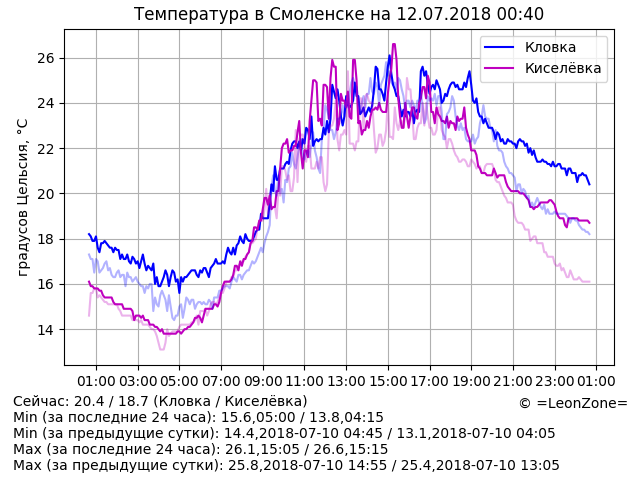 Температура в Смоленске на 12.07.2018 00:40
Кловка
Киселёвка
градусов Цельсия, °C
26
24
22
20
18
16
14
01:00 03:00 05:00 07:00 09:00 11:00 13:00 15:00 17:00 19:00 21:00 23:00 01:00
Сейчас: 20.4 / 18.7 (Кловка / Киселёвка)
© =LeonZone=
Min (за последние 24 часа): 15.6,05:00 / 13.8,04:15
Min (за предыдущие сутки): 14.4,2018-07-10 04:45 / 13.1,2018-07-10 04:05
Max (за последние 24 часа): 26.1,15:05 / 26.6,15:15
Max (за предыдущие сутки): 25.8,2018-07-10 14:55 / 25.4,2018-07-10 13:05